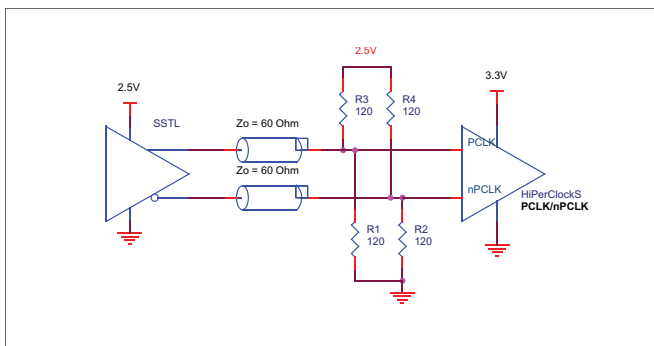 2.5V
2.5V
3.3V
SSTL
R3
120
R4
120
Zo = 60 Ohm
PCLK
Zo = 60 Ohm
nPCLK
HiPerClockS
PCLK/nPCLK
R1
120
R2
120